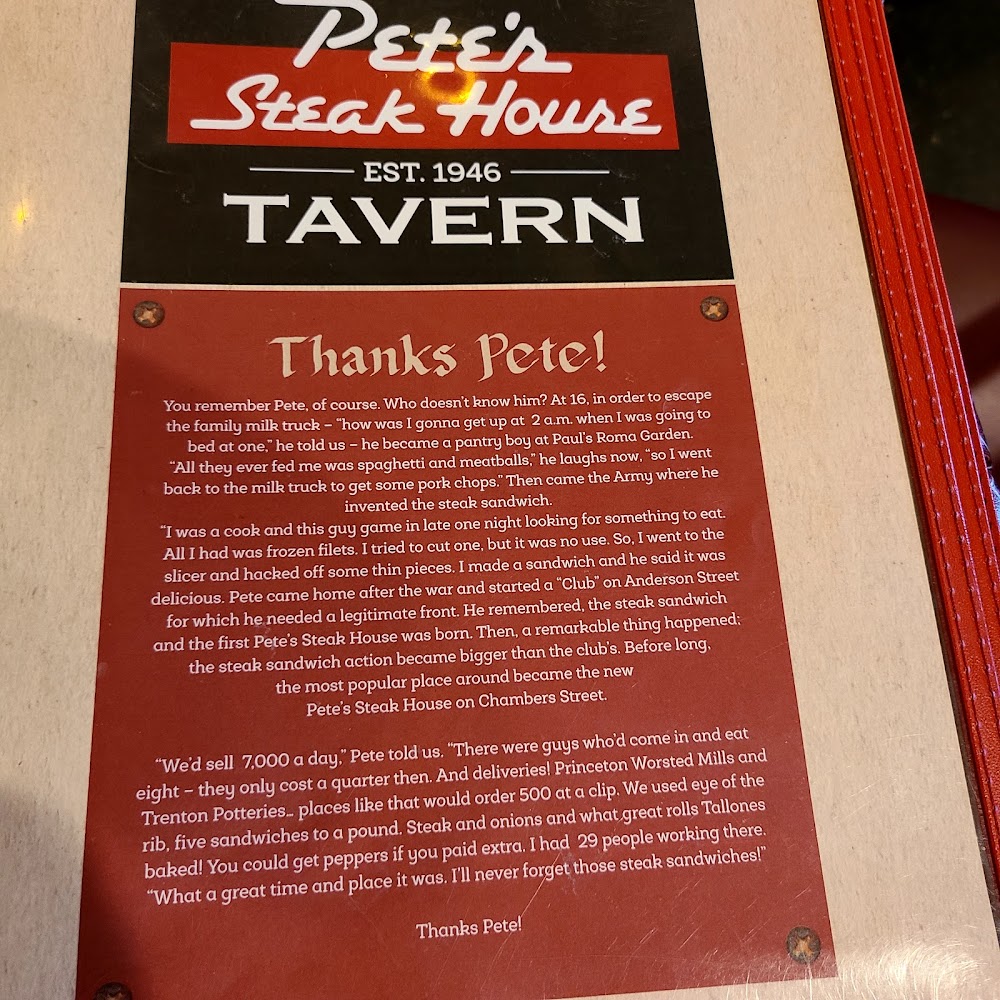 Pete's
Steak House
EST. 1946
TAVERN
Thanks Pete!
You remember Pete, of course. Who doesn't know him? At 16, in order to escape
the family milk truck – "how was I gonna get up at 2 a.m. when I was going to
bed at one," he told us – he became a pantry boy at Paul's Roma Garden.
"All they ever fed me was spaghetti and meatballs," he laughs now, "so I went
back to the milk truck to get some pork chops." Then came the Army where he
invented the steak sandwich.
"I was a cook and this guy game in late one night looking for something to eat.
All I had was frozen filets. I tried to cut one, but it was no use. So, I went to the
slicer and hacked off some thin pieces. I made a sandwich and he said it was
delicious. Pete came home after the war and started a "Club" on Anderson Street
for which he needed a legitimate front. He remembered, the steak sandwich
and the first Pete's Steak House was born. Then, a remarkable thing happened;
the steak sandwich action became bigger than the club's. Before long,
the most popular place around became the new
Pete's Steak House on Chambers Street.
"We'd sell 7,000 a day," Pete told us. "There were guys who'd come in and eat
eight – they only cost a quarter then. And deliveries! Princeton Worsted Mills and
Trenton Potteries... places like that would order 500 at a clip. We used eye of the
rib, five sandwiches to a pound. Steak and onions and what great rolls Tallones
baked! You could get peppers if you paid extra. I had 29 people working there.
"What a great time and place it was. I'll never forget those steak sandwiches!"
Thanks Pete!